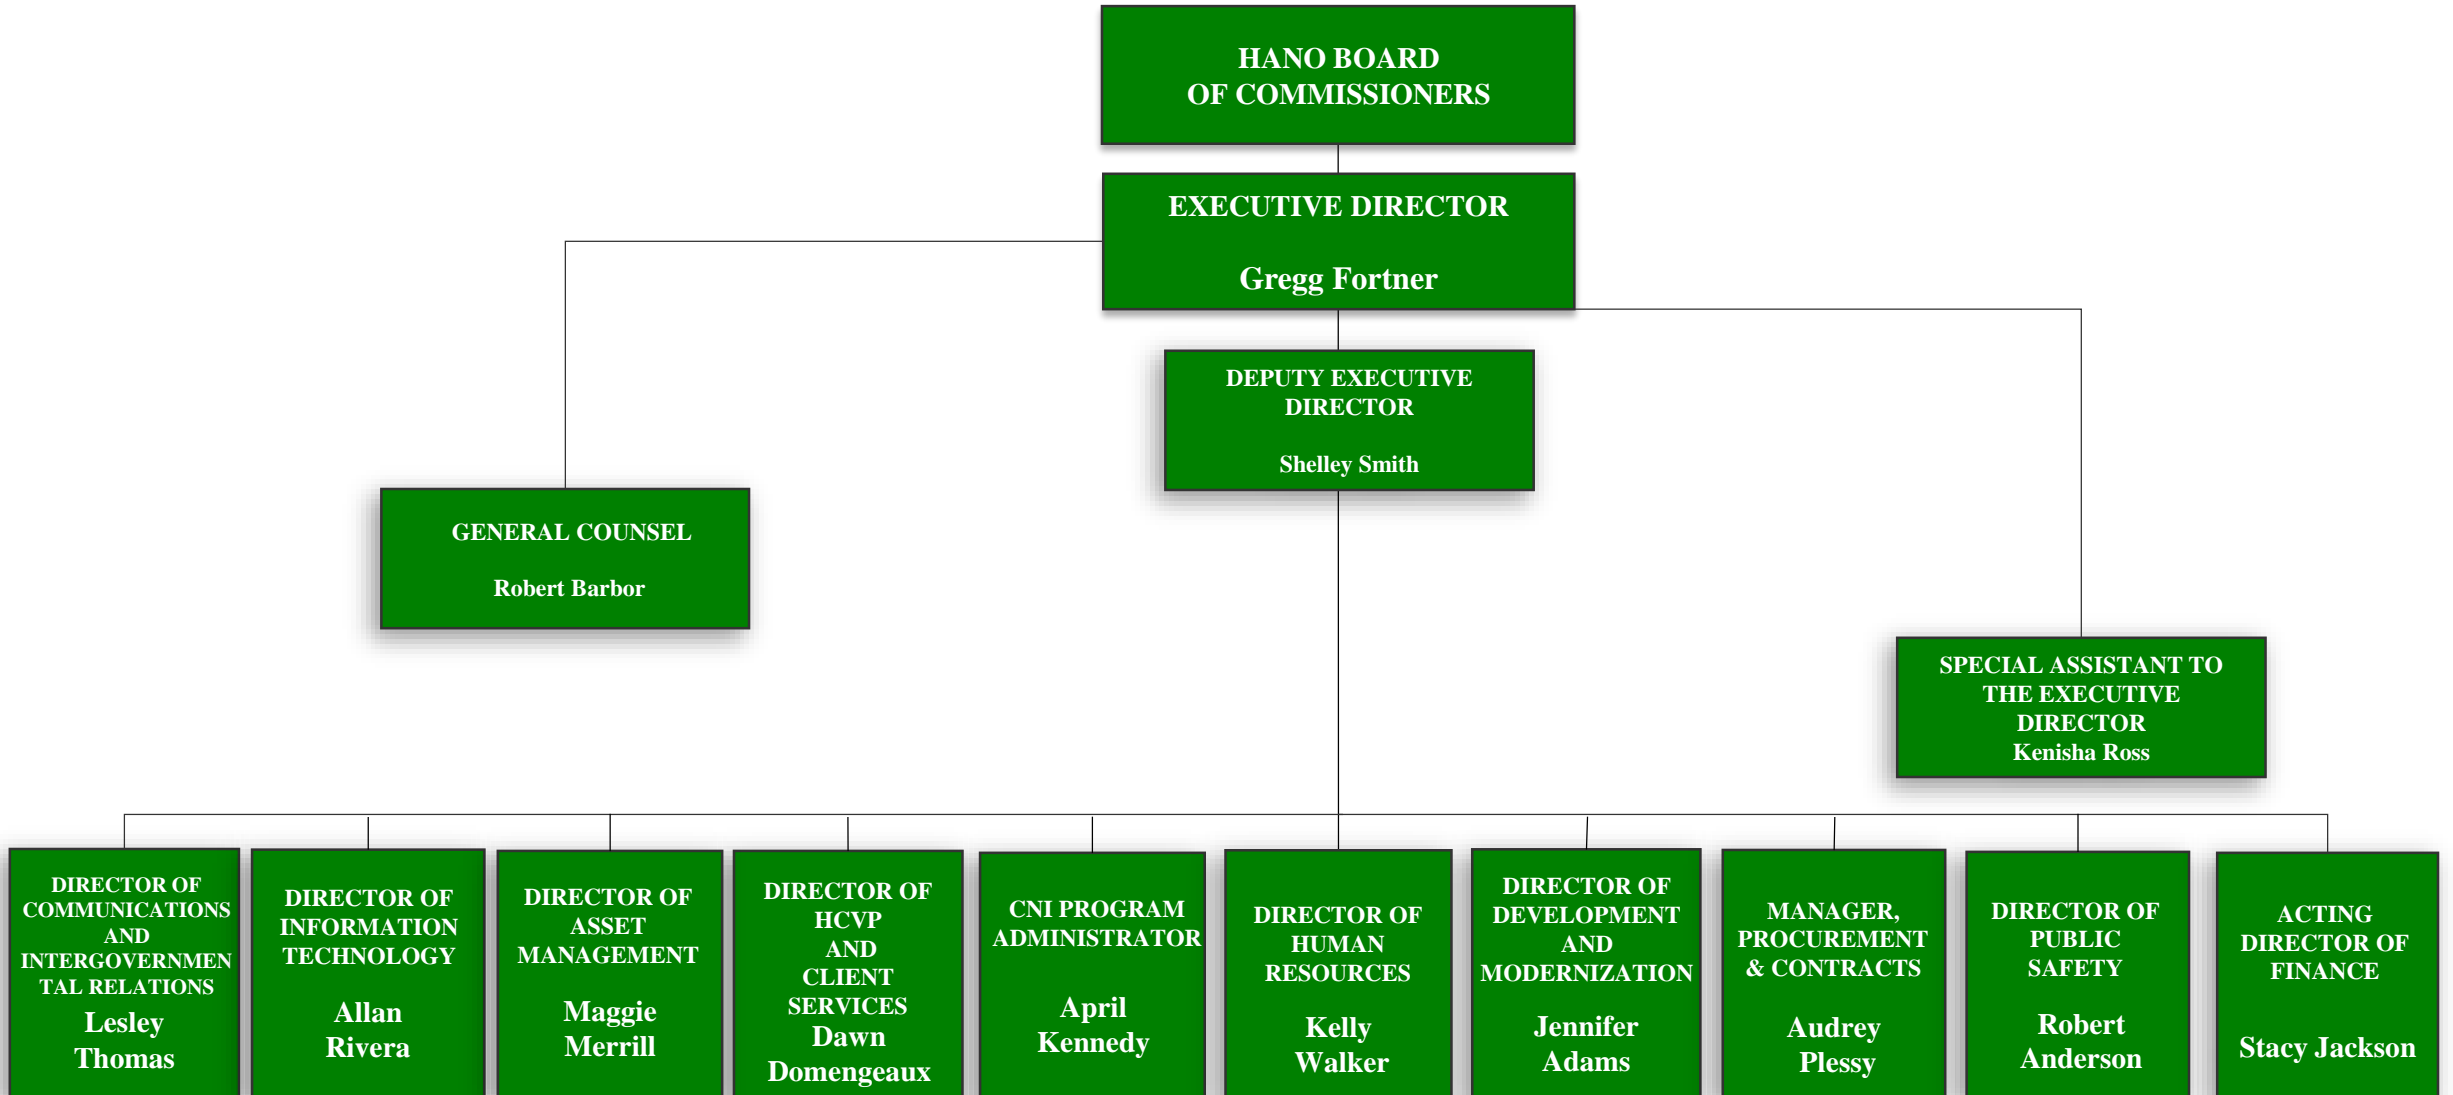 HANO BOARD
OF COMMISSIONERS
EXECUTIVE DIRECTOR
Gregg Fortner
DEPUTY EXECUTIVE
DIRECTOR
Shelley Smith
GENERAL COUNSEL
Robert Barbor
SPECIAL ASSISTANT TO
THE EXECUTIVE
DIRECTOR
Kenisha Ross
DIRECTOR OF
COMMUNICATIONS
AND
INTERGOVERNMEN
TAL RELATIONS
Lesley
Thomas
DIRECTOR OF
INFORMATION
TECHNOLOGY
Allan
Rivera
DIRECTOR OF
ASSET
MANAGEMENT
Maggie
Merrill
DIRECTOR OF
HCVP
AND
CLIENT
SERVICES
Dawn
Domengeaux
CNI PROGRAM
ADMINISTRATOR
April
Kennedy
DIRECTOR OF
HUMAN
RESOURCES
Kelly
Walker
DIRECTOR OF
DEVELOPMENT
AND
MODERNIZATION
Jennifer
Adams
MANAGER,
PROCUREMENT
& CONTRACTS
Audrey
Plessy
DIRECTOR OF
PUBLIC
SAFETY
Robert
Anderson
ACTING
DIRECTOR OF
FINANCE
Stacy Jackson